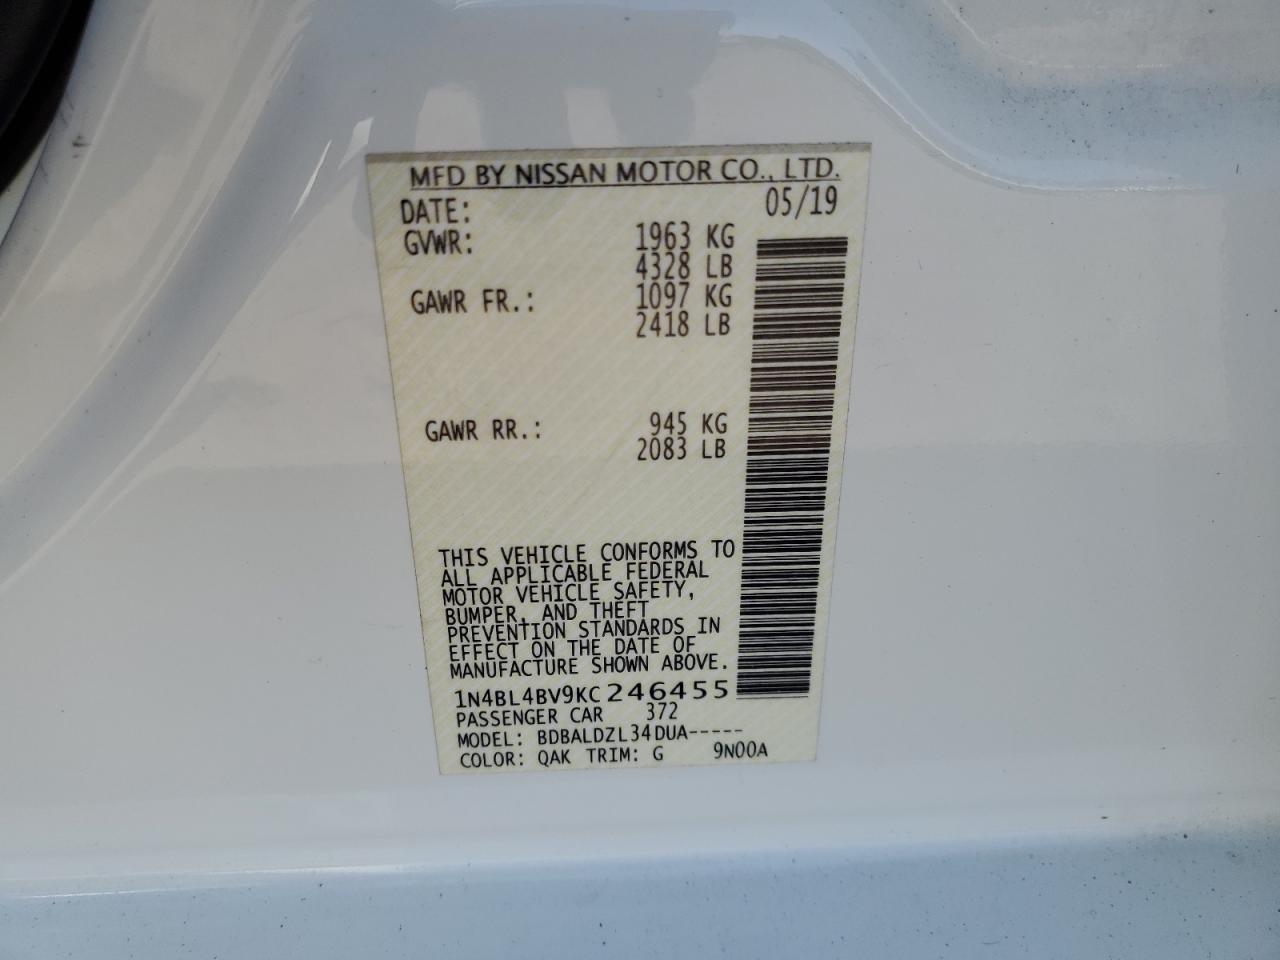 MFD BY NISSAN MOTOR CO., LTD.
DATE: 05/19
GVWR: 1963 KG
4328 LB
GAWR FR.: 1097 KG
2418 LB
GAWR RR.: 945 KG
2083 LB
THIS VEHICLE CONFORMS TO
ALL APPLICABLE FEDERAL
MOTOR VEHICLE SAFETY,
BUMPER, AND THEFT
PREVENTION STANDARDS IN
EFFECT ON THE DATE OF
MANUFACTURE SHOWN ABOVE.
1N4BL4BV9KC246455
PASSENGER CAR 372
MODEL: BDBALDZL34DUA-----
COLOR: QAK TRIM: G 9N00A